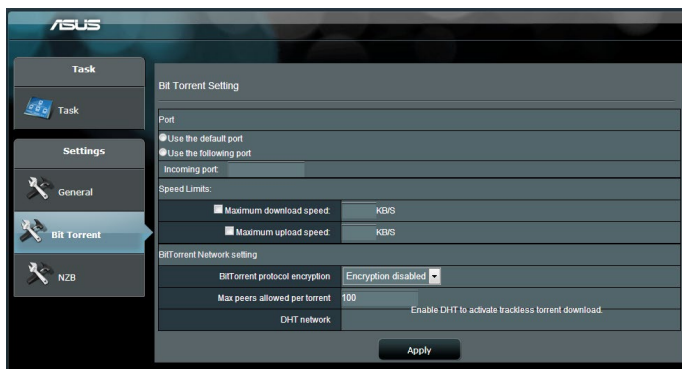 ASUS
Task
Task
Settings
General
Bit Torrent
NZB
Bit Torrent Setting
Port
Use the default port
Use the following port
Incoming port:
Speed Limits:
Maximum download speed: KB/S
Maximum upload speed: KB/S
BitTorrent Network setting
BitTorrent protocol encryption Encryption disabled
Max peers allowed per torrent 100
DHT network Enable DHT to activate trackless torrent download.
Apply